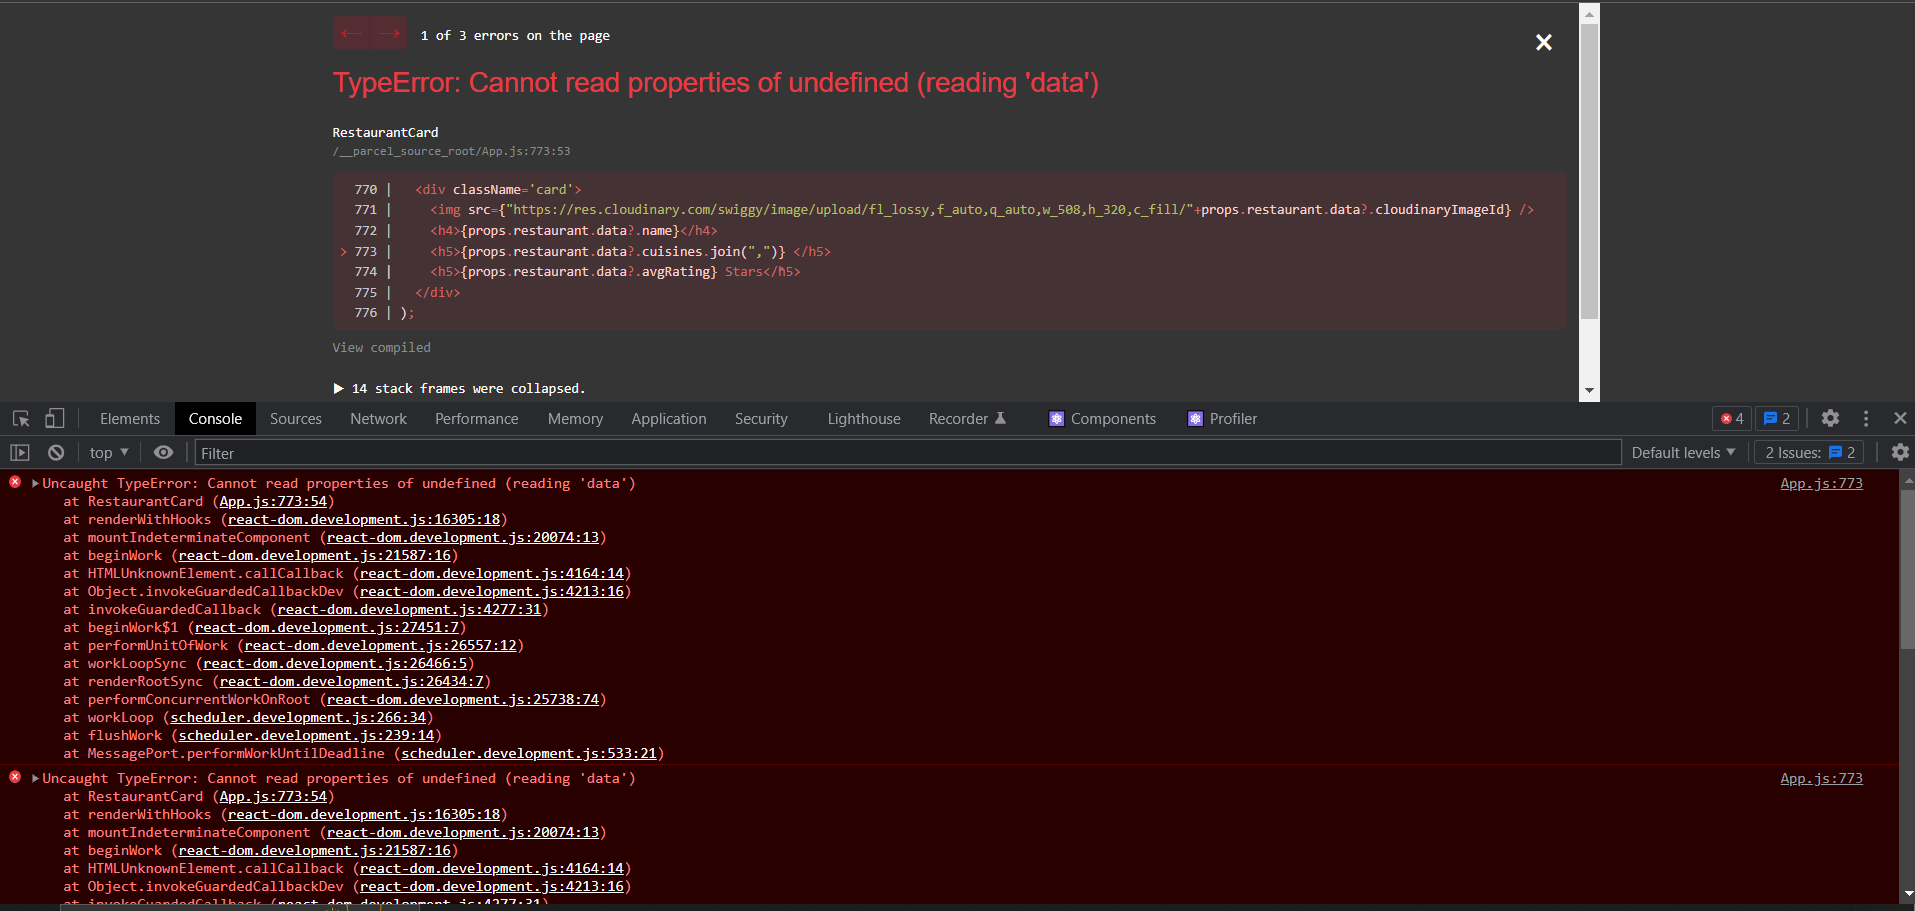 ← → 1 of 3 errors on the page ×
TypeError: Cannot read properties of undefined (reading 'data')
RestaurantCard
/__parcel_source_root/App.js:773:53
770 | <div className='card'>
771 | <img src={"https://res.cloudinary.com/swiggy/image/upload/fl_lossy,f_auto,q_auto,w_508,h_320,c_fill/"+props.restaurant.data?.cloudinaryImageId} />
772 | <h4>{props.restaurant.data?.name}</h4>
> 773 | <h5>{props.restaurant.data?.cuisines.join(",")} </h5>
774 | <h5>{props.restaurant.data?.avgRating} Stars</h5>
775 | </div>
776 | );
View compiled
▶ 14 stack frames were collapsed.
Elements Console Sources Network Performance Memory Application Security Lighthouse Recorder Components Profiler 4 2
top ▼ Filter Default levels ▼ 2 Issues: 2
Uncaught TypeError: Cannot read properties of undefined (reading 'data') App.js:773
at RestaurantCard (App.js:773:54)
at renderWithHooks (react-dom.development.js:16305:18)
at mountIndeterminateComponent (react-dom.development.js:20074:13)
at beginWork (react-dom.development.js:21587:16)
at HTMLUnknownElement.callCallback (react-dom.development.js:4164:14)
at Object.invokeGuardedCallbackDev (react-dom.development.js:4213:16)
at invokeGuardedCallback (react-dom.development.js:4277:31)
at beginWork$1 (react-dom.development.js:27451:7)
at performUnitOfWork (react-dom.development.js:26557:12)
at workLoopSync (react-dom.development.js:26466:5)
at renderRootSync (react-dom.development.js:26434:7)
at performConcurrentWorkOnRoot (react-dom.development.js:25738:74)
at workLoop (scheduler.development.js:266:34)
at flushWork (scheduler.development.js:239:14)
at MessagePort.performWorkUntilDeadline (scheduler.development.js:533:21)
Uncaught TypeError: Cannot read properties of undefined (reading 'data') App.js:773
at RestaurantCard (App.js:773:54)
at renderWithHooks (react-dom.development.js:16305:18)
at mountIndeterminateComponent (react-dom.development.js:20074:13)
at beginWork (react-dom.development.js:21587:16)
at HTMLUnknownElement.callCallback (react-dom.development.js:4164:14)
at Object.invokeGuardedCallbackDev (react-dom.development.js:4213:16)
at invokeGuardedCallback (react-dom.development.js:4277:31)